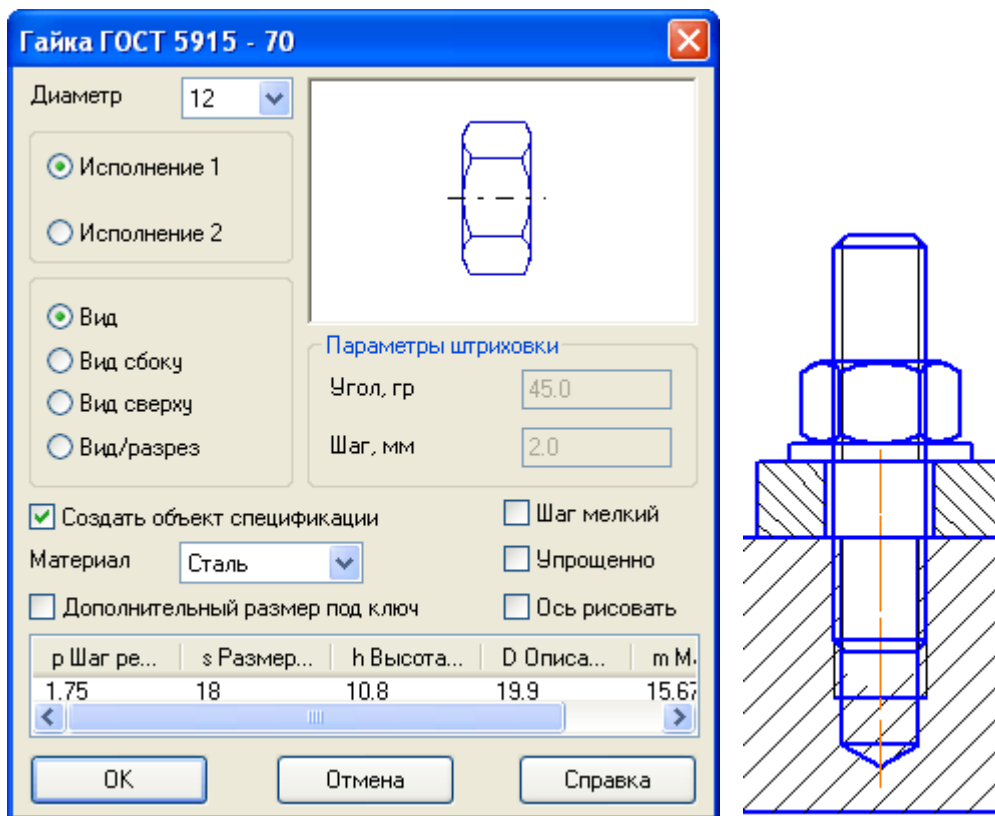 Гайка ГОСТ 5915 - 70
Диаметр 12
Исполнение 1
Исполнение 2
Вид
Вид сбоку
Вид сверху
Вид/разрез
Параметры штриховки
Угол, гр 45.0
Шаг, мм 2.0
Создать объект спецификации
Шаг мелкий
Материал Сталь
Упрощенно
Дополнительный размер под ключ
Ось рисовать
p Шаг ре... s Размер... h Высота... D Описа... m М
1.75 18 10.8 19.9 15.67
OK Отмена Справка